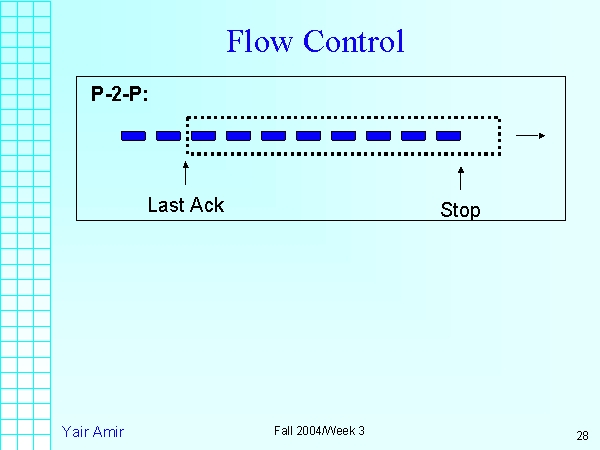 Flow Control
P-2-P:
Last Ack
Stop
Yair Amir
Fall 2004/Week 3
28